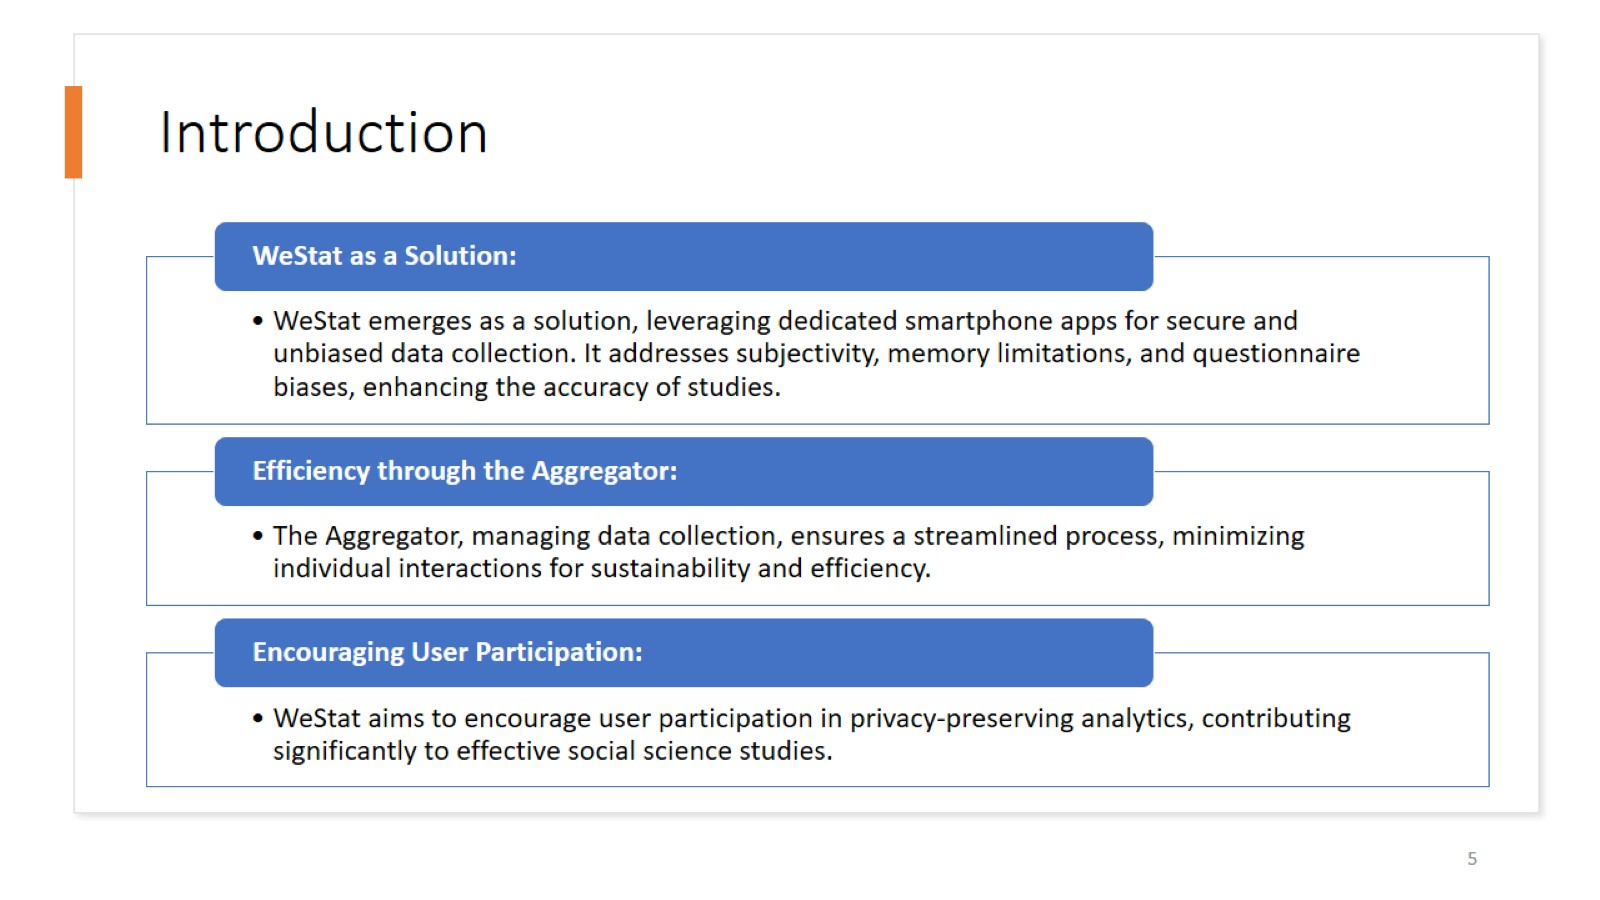 Introduction
WeStat as a Solution:
• WeStat emerges as a solution, leveraging dedicated smartphone apps for secure and
unbiased data collection. It addresses subjectivity, memory limitations, and questionnaire
biases, enhancing the accuracy of studies.
Efficiency through the Aggregator:
• The Aggregator, managing data collection, ensures a streamlined process, minimizing
individual interactions for sustainability and efficiency.
Encouraging User Participation:
• WeStat aims to encourage user participation in privacy-preserving analytics, contributing
significantly to effective social science studies.
5